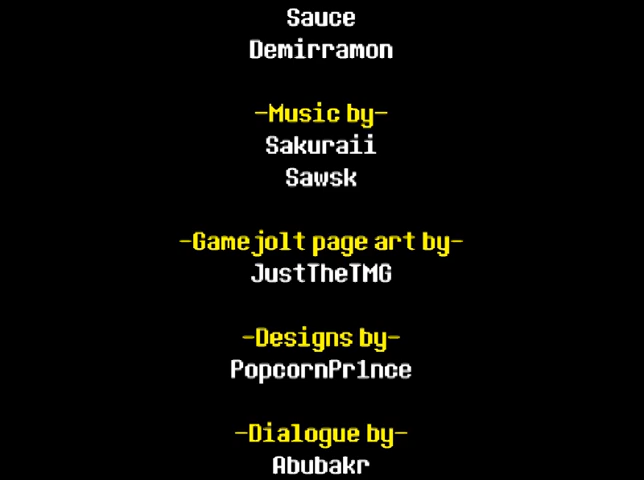 Sauce
Demirramon
-Music by-
Sakuraii
Sawsk
-Gamejolt page art by-
JustTheTMG
-Designs by-
PopcornPr1nce
-Dialogue by-
Abubakr